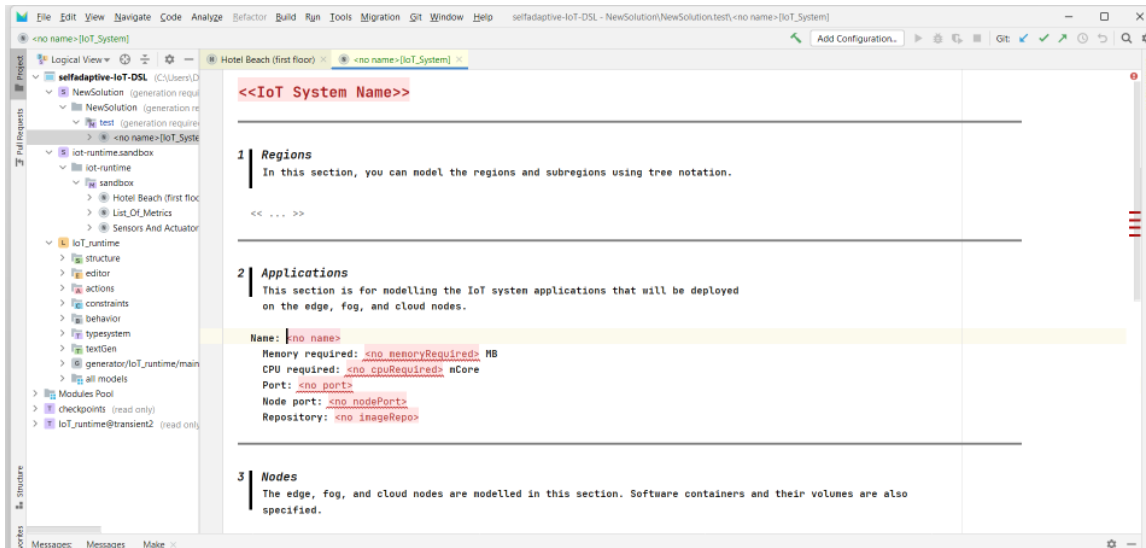 File Edit View Navigate Code Analyze Refactor Build Run Tools Migration Git Window Help selfadaptive-IoT-DSL - NewSolution\NewSolution.test\<no name>[IoT_System]
<no name>[IoT_System] Add Configuration... Git:
Project
Pull Requests
Structure
Logical View
Hotel Beach (first floor)
<no name>[IoT_System]
selfadaptive-IoT-DSL (C:\Users\D
NewSolution (generation requi
NewSolution (generation re
test (generation require
<no name>[IoT_Syste
iot-runtime.sandbox
iot-runtime
sandbox
Hotel Beach (first floo
List_Of_Metrics
Sensors And Actuator
IoT_runtime
structure
editor
actions
constraints
behavior
typesystem
textGen
generator/IoT_runtime/main
all models
Modules Pool
checkpoints (read only)
IoT_runtime@transient2 (read only
<<IoT System Name>>
1 Regions
In this section, you can model the regions and subregions using tree notation.
<< ... >>
2 Applications
This section is for modelling the IoT system applications that will be deployed
on the edge, fog, and cloud nodes.
Name: <no name>
Memory required: <no memoryRequired> MB
CPU required: <no cpuRequired> mCore
Port: <no port>
Node port: <no nodePort>
Repository: <no imageRepo>
3 Nodes
The edge, fog, and cloud nodes are modelled in this section. Software containers and their volumes are also
specified.
Messages: Messages Make